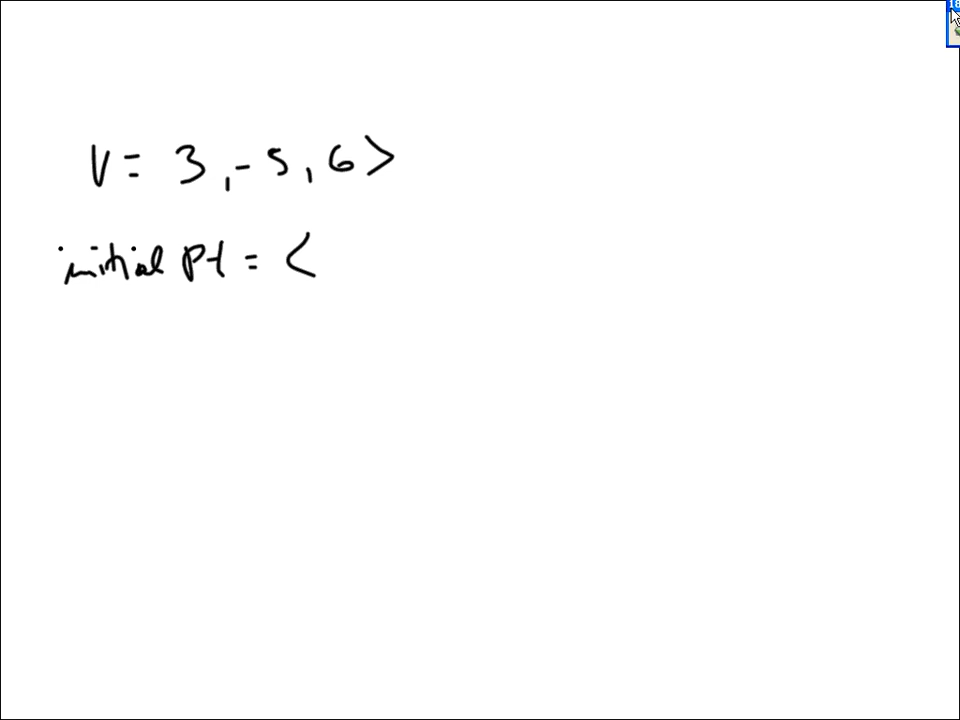 V = 3, -5, 6>
initial pt = <